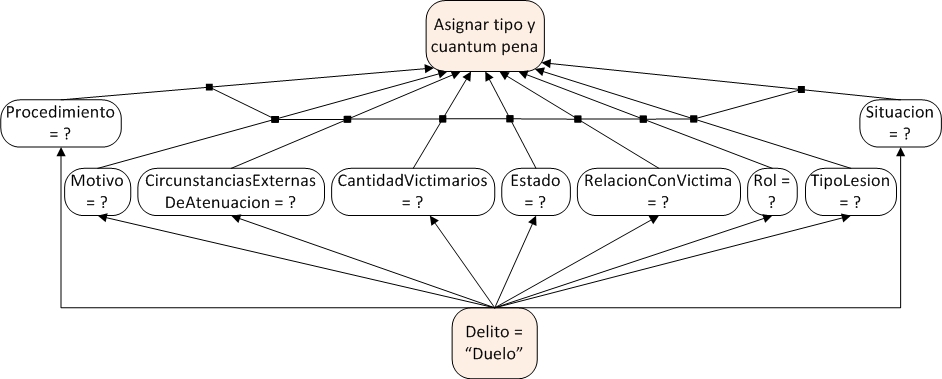 Asignar tipo y
cuantum pena
Procedimiento
= ?
Situacion
= ?
Motivo
= ?
CircunstanciasExternas
DeAtenuacion = ?
CantidadVictimarios
= ?
Estado
= ?
RelacionConVictima
= ?
Rol =
?
TipoLesion
= ?
Delito =
“Duelo”